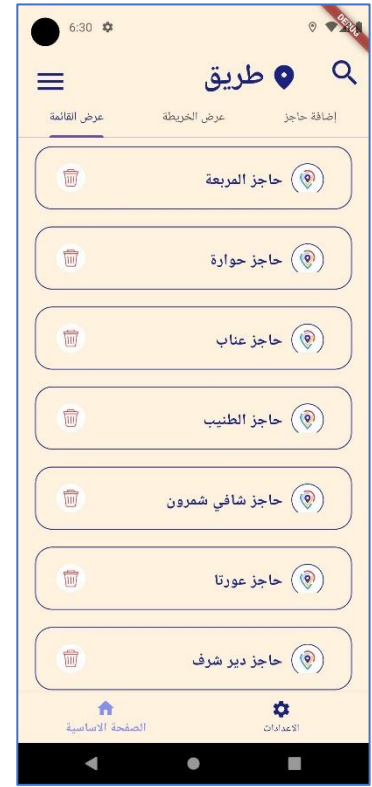 6:30
DEBUG
طريق
إضافة حاجز
عرض الخريطة
عرض القائمة
حاجز المربعة
حاجز حوارة
حاجز عناب
حاجز الطنيب
حاجز شافي شمرون
حاجز عورتا
حاجز دير شرف
الاعدادات
الصفحة الاساسية